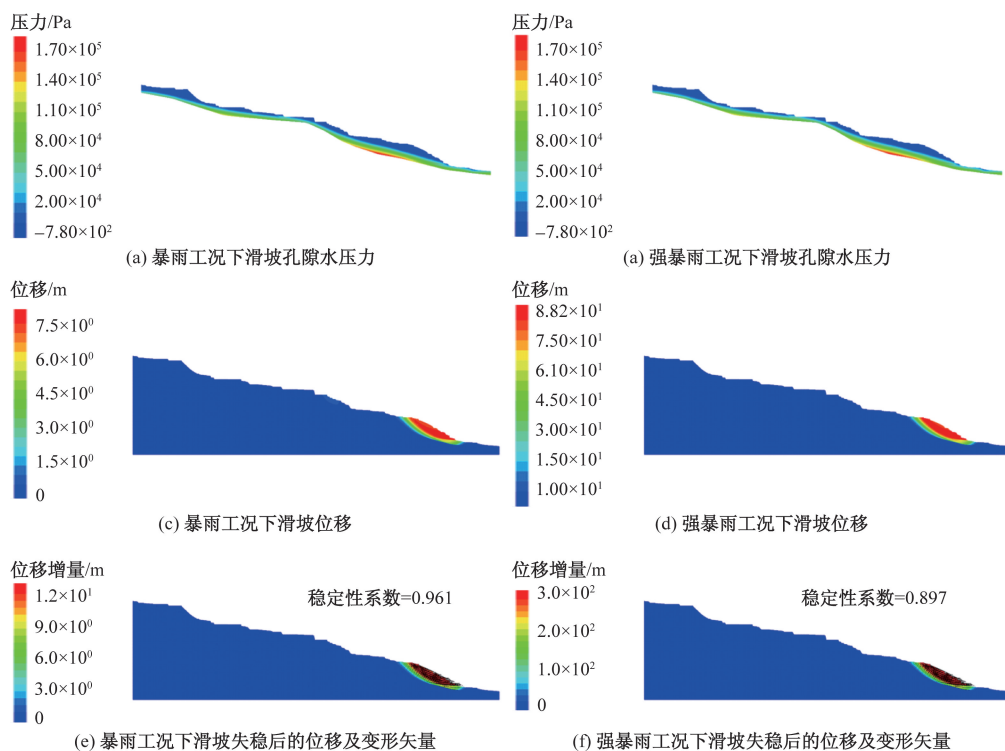 压力/Pa
1.70×10⁵
1.40×10⁵
1.10×10⁵
8.00×10⁴
5.00×10⁴
2.00×10⁴
–7.80×10²
(a) 暴雨工况下滑坡孔隙水压力
压力/Pa
1.70×10⁵
1.40×10⁵
1.10×10⁵
8.00×10⁴
5.00×10⁴
2.00×10⁴
–7.80×10²
(a) 强暴雨工况下滑坡孔隙水压力
位移/m
7.5×10⁰
6.0×10⁰
4.5×10⁰
3.0×10⁰
1.5×10⁰
0
(c) 暴雨工况下滑坡位移
位移/m
8.82×10¹
7.50×10¹
6.10×10¹
4.50×10¹
3.00×10¹
1.50×10¹
1.00×10¹
(d) 强暴雨工况下滑坡位移
位移增量/m
1.2×10¹
9.0×10⁰
6.0×10⁰
3.0×10⁰
0
稳定性系数=0.961
(e) 暴雨工况下滑坡失稳后的位移及变形矢量
位移增量/m
3.0×10²
2.0×10²
1.0×10²
0
稳定性系数=0.897
(f) 强暴雨工况下滑坡失稳后的位移及变形矢量